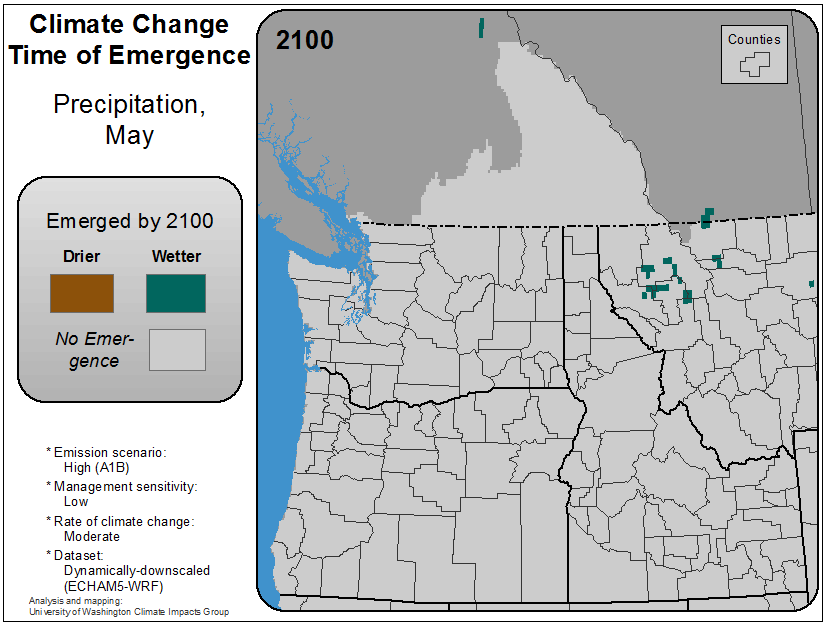 Climate Change
Time of Emergence
Precipitation,
May
Emerged by 2100
Drier
Wetter
No Emer-
gence
* Emission scenario:
High (A1B)
* Management sensitivity:
Low
* Rate of climate change:
Moderate
* Dataset:
Dynamically-downscaled
(ECHAM5-WRF)
Analysis and mapping:
University of Washington Climate Impacts Group
2100
Counties